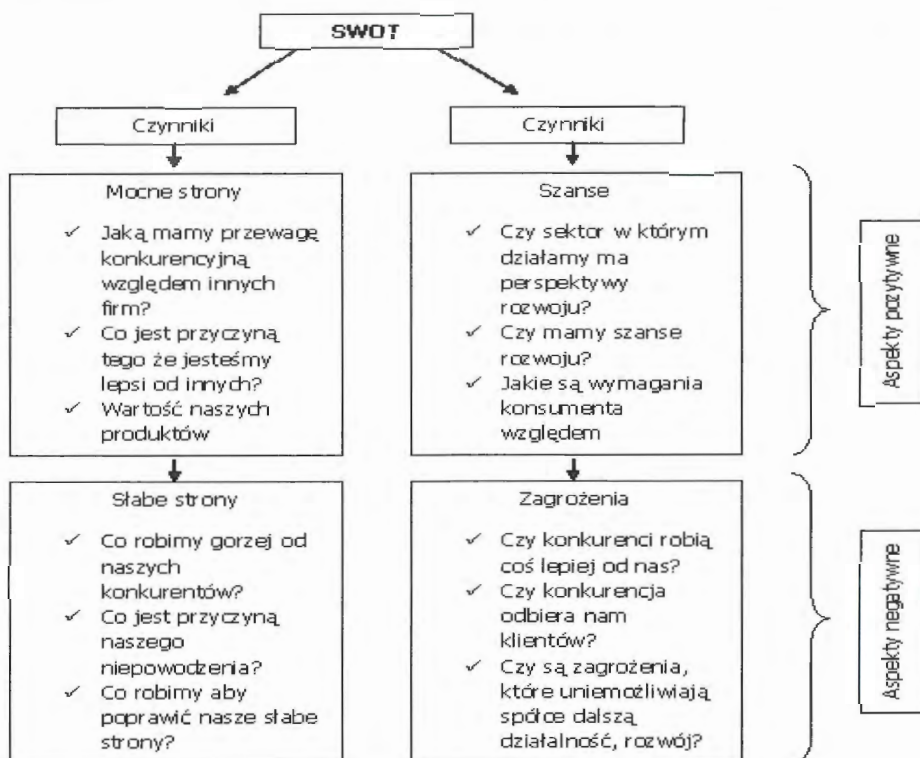 SWOT
Czynniki
Czynniki
Mocne strony
✓ Jaką mamy przewagę
konkurencyjną
względem innych
firm?
✓ Co jest przyczyną
tego że jesteśmy
lepsi od innych?
✓ Wartość naszych
produktów
Szanse
✓ Czy sektor w którym
działamy ma
perspektywy
rozwoju?
✓ Czy mamy szanse
rozwoju?
✓ Jakie są wymagania
konsumenta
względem
Aspekty pozytywne
Słabe strony
✓ Co robimy gorzej od
naszych
konkurentów?
✓ Co jest przyczyną
naszego
niepowodzenia?
✓ Co robimy aby
poprawić nasze słabe
strony?
Zagrożenia
✓ Czy konkurenci robią
coś lepiej od nas?
✓ Czy konkurencja
odbiera nam
klientów?
✓ Czy są zagrożenia,
które uniemożliwiają
spółce dalszą
działalność, rozwój?
Aspekty negatywne